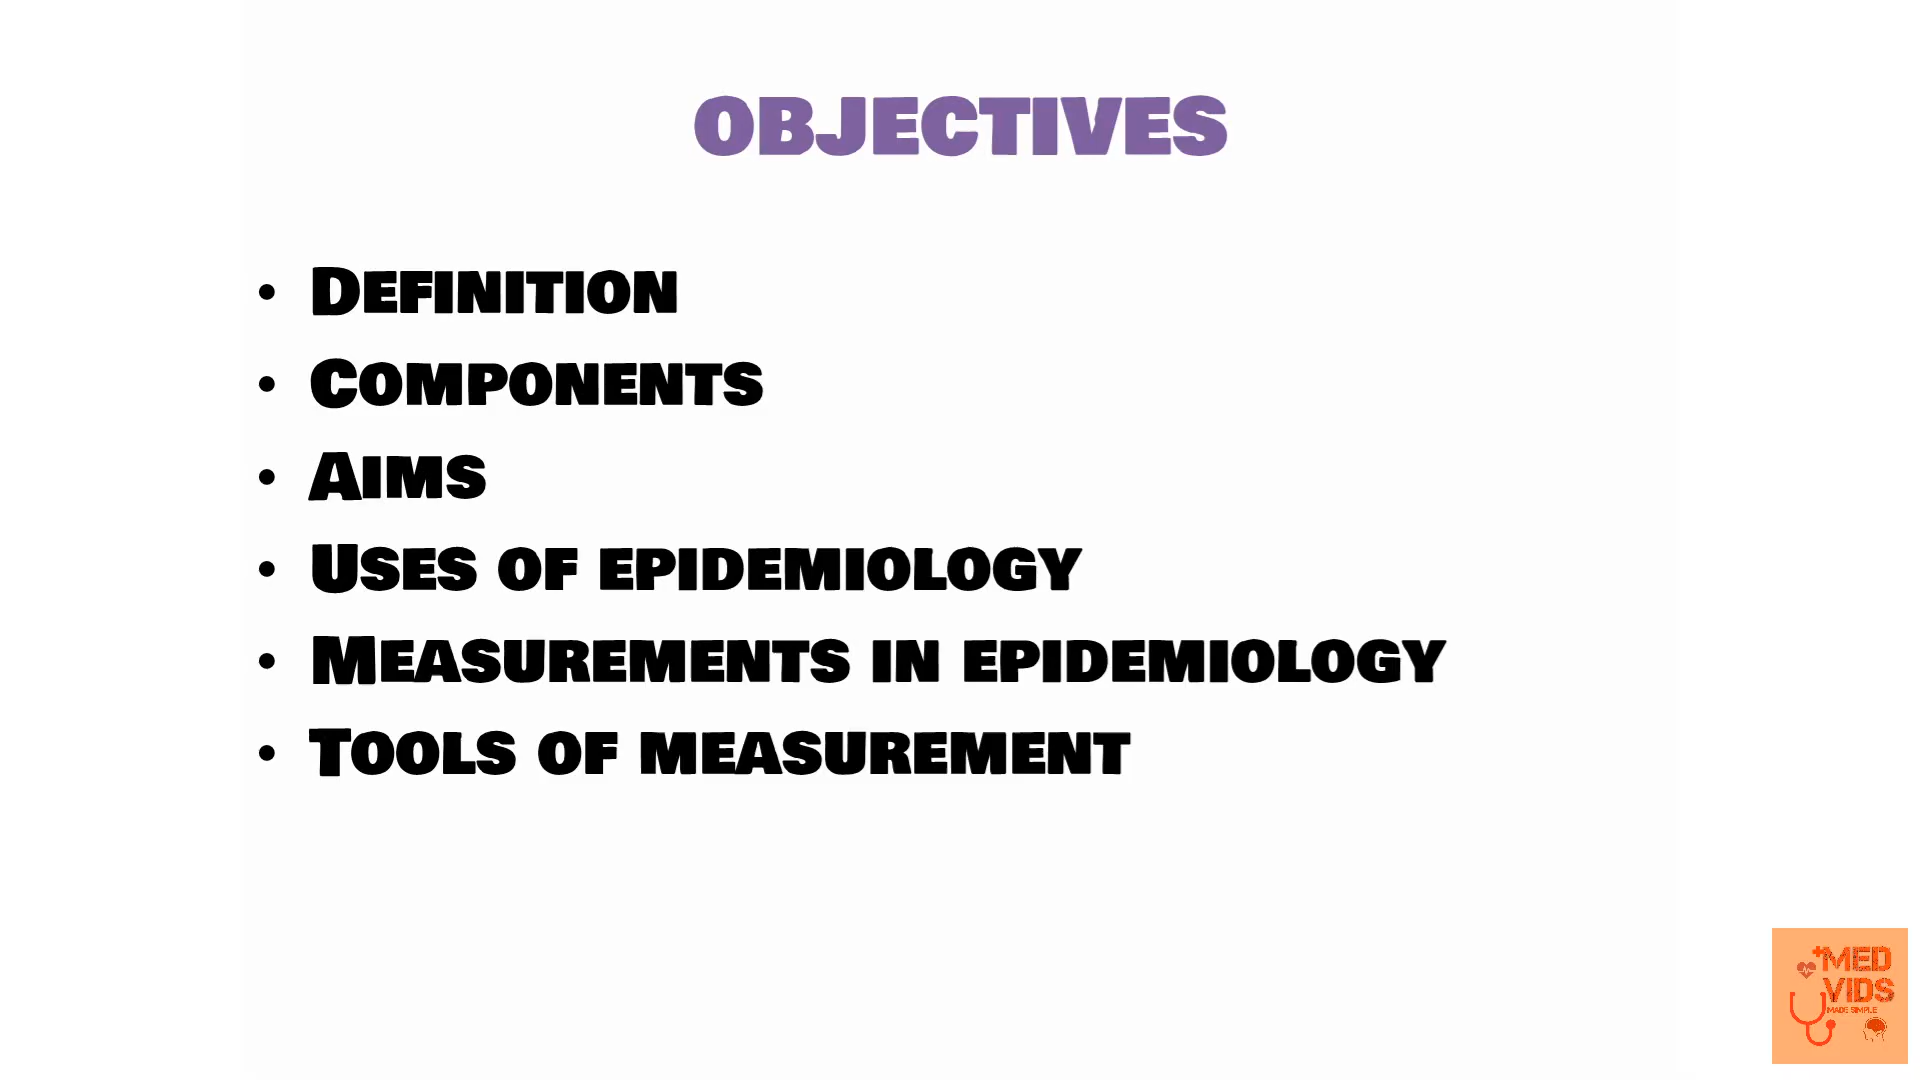 OBJECTIVES
• DEFINITION
• COMPONENTS
• AIMS
• USES OF EPIDEMIOLOGY
• MEASUREMENTS IN EPIDEMIOLOGY
• TOOLS OF MEASUREMENT
MED
VIDS
MADE SIMPLE